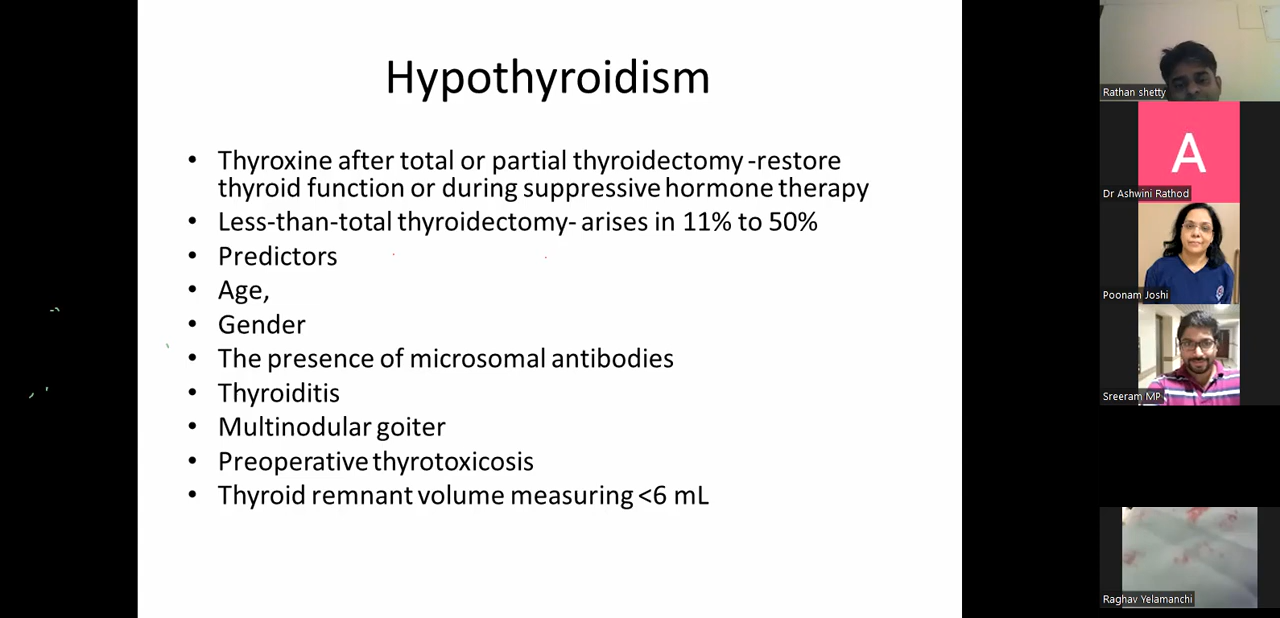 Hypothyroidism
• Thyroxine after total or partial thyroidectomy -restore
thyroid function or during suppressive hormone therapy
• Less-than-total thyroidectomy- arises in 11% to 50%
• Predictors
• Age,
• Gender
• The presence of microsomal antibodies
• Thyroiditis
• Multinodular goiter
• Preoperative thyrotoxicosis
• Thyroid remnant volume measuring <6 mL
Rathan shetty
A
Dr Ashwini Rathod
Poonam Joshi
Sreeram MP
Raghav Yelamanchi